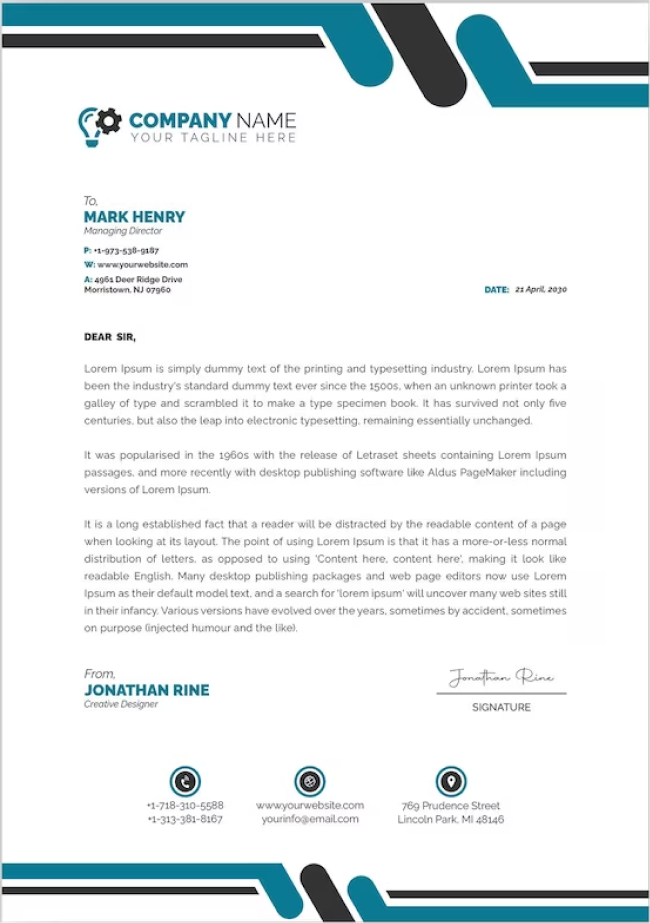 COMPANY NAME
YOUR TAGLINE HERE
To,
MARK HENRY
Managing Director
P: +1-973-538-9187
W: www.yourwebsite.com
A: 4961 Deer Ridge Drive
Morristown, NJ 07960
DATE: 21 April, 2030
DEAR SIR,
Lorem Ipsum is simply dummy text of the printing and typesetting industry. Lorem Ipsum has
been the industry's standard dummy text ever since the 1500s, when an unknown printer took a
galley of type and scrambled it to make a type specimen book. It has survived not only five
centuries, but also the leap into electronic typesetting, remaining essentially unchanged.
It was popularised in the 1960s with the release of Letraset sheets containing Lorem Ipsum
passages, and more recently with desktop publishing software like Aldus PageMaker including
versions of Lorem Ipsum.
It is a long established fact that a reader will be distracted by the readable content of a page
when looking at its layout. The point of using Lorem Ipsum is that it has a more-or-less normal
distribution of letters, as opposed to using 'Content here, content here', making it look like
readable English. Many desktop publishing packages and web page editors now use Lorem
Ipsum as their default model text, and a search for 'lorem ipsum' will uncover many web sites still
in their infancy. Various versions have evolved over the years, sometimes by accident, sometimes
on purpose (injected humour and the like).
From,
JONATHAN RINE
Creative Designer
Jonathan Rine
SIGNATURE
+1-718-310-5588
+1-313-381-8167
www.yourwebsite.com
yourinfo@email.com
769 Prudence Street
Lincoln Park, MI 48146